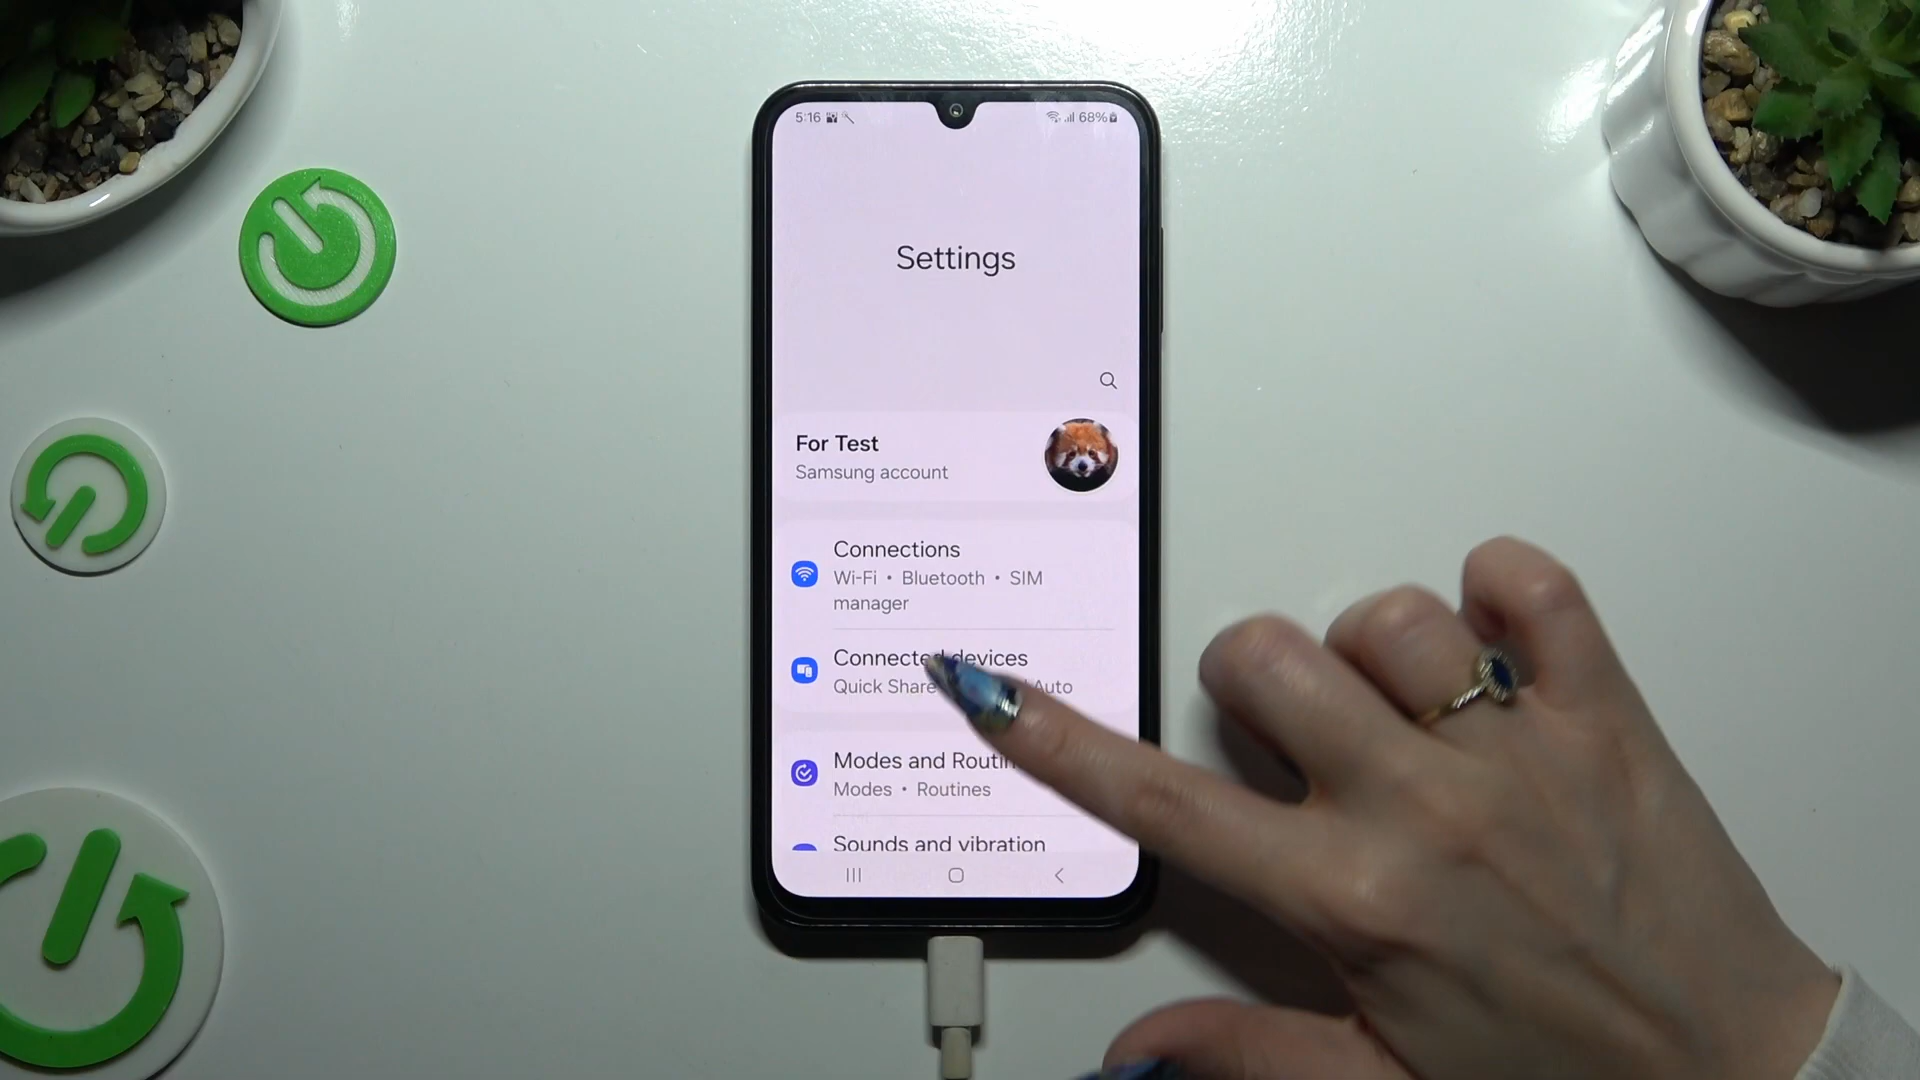 5:16 68%
Settings
For Test
Samsung account
Connections
Wi-Fi • Bluetooth • SIM
manager
Connected devices
Quick Share Auto
Modes and
Modes • Routines
Sounds and vibration